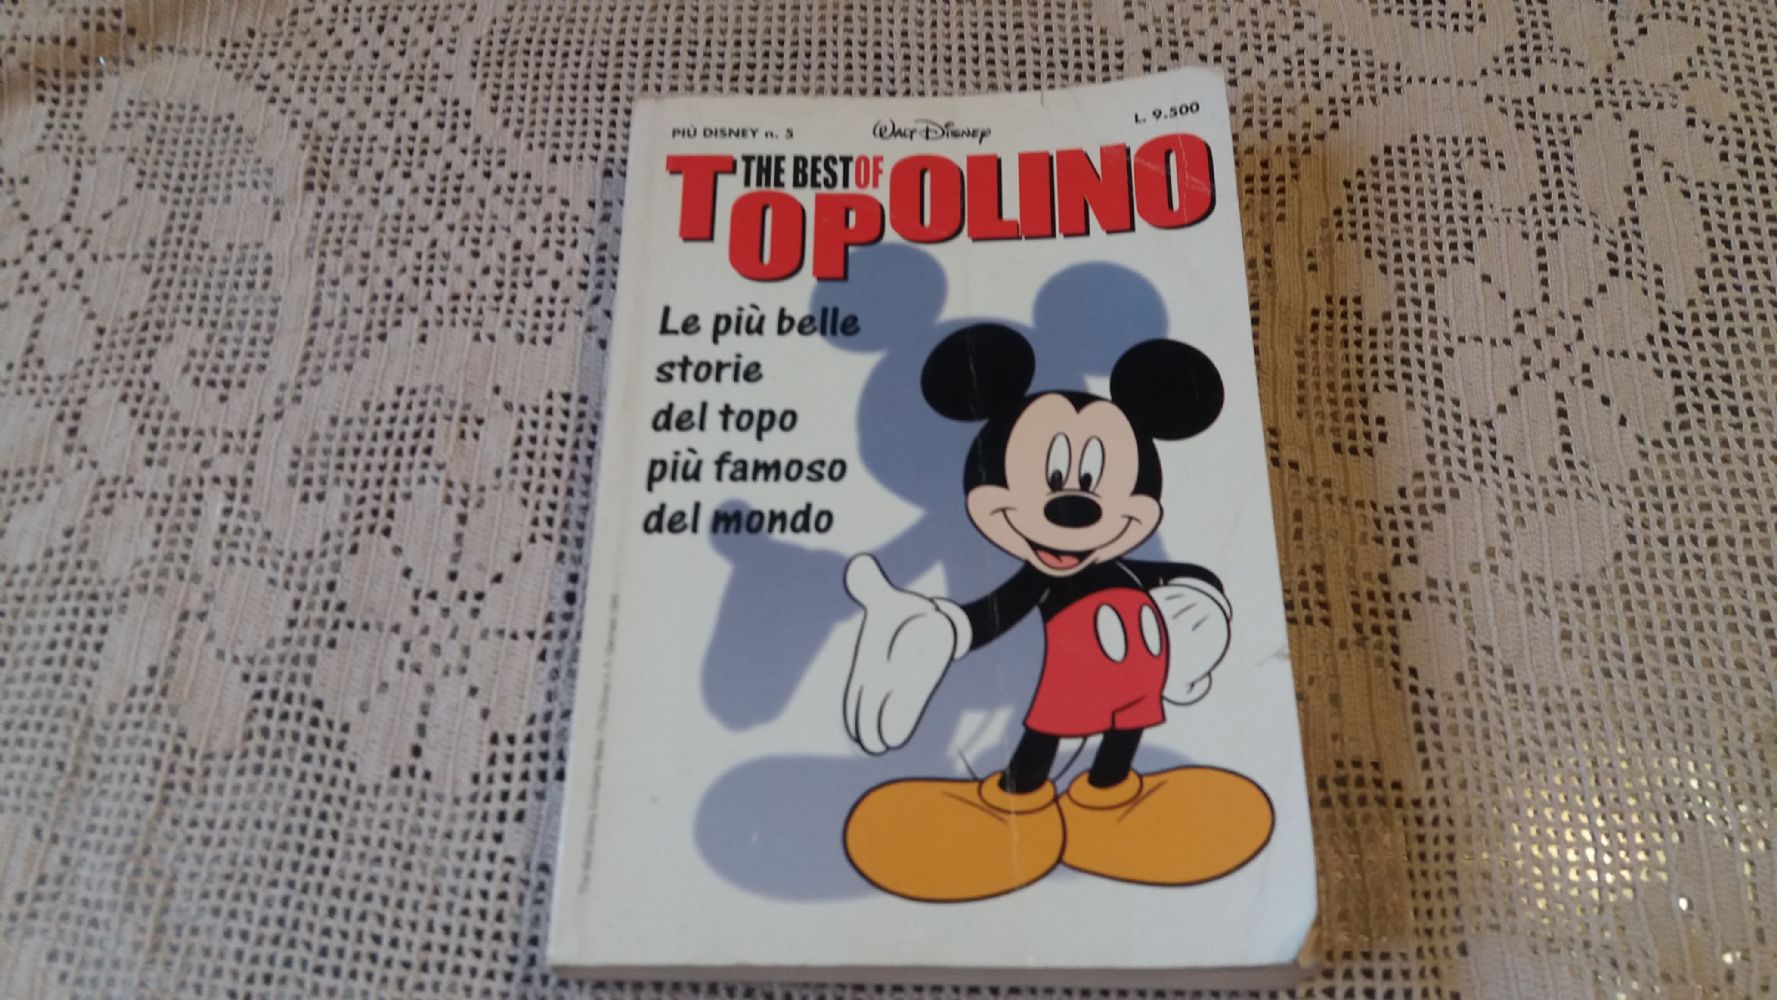 PIÙ DISNEY n. 5
WALT DISNEY
L. 9.500
THE BEST OF
TOPOLINO
Le più belle
storie
del topo
più famoso
del mondo